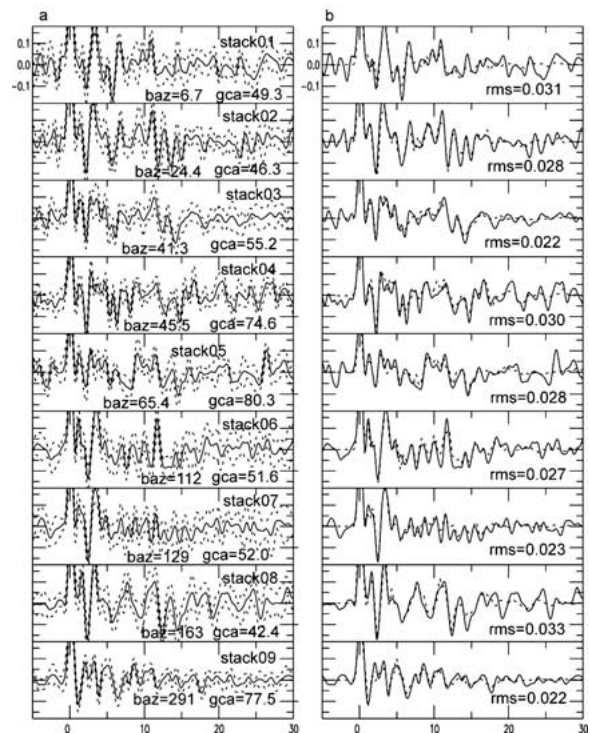 a
b
0.1
0.0
−0.1
stack01
baz=6.7 gca=49.3
0.1
0.0
−0.1
rms=0.031
stack02
baz=24.4 gca=46.3
rms=0.028
stack03
baz=41.3 gca=55.2
rms=0.022
stack04
baz=45.5 gca=74.6
rms=0.030
stack05
baz=65.4 gca=80.3
rms=0.028
stack06
baz=112 gca=51.6
rms=0.027
stack07
baz=129 gca=52.0
rms=0.023
stack08
baz=163 gca=42.4
rms=0.033
stack09
baz=291 gca=77.5
rms=0.022
0 10 20 30
0 10 20 30